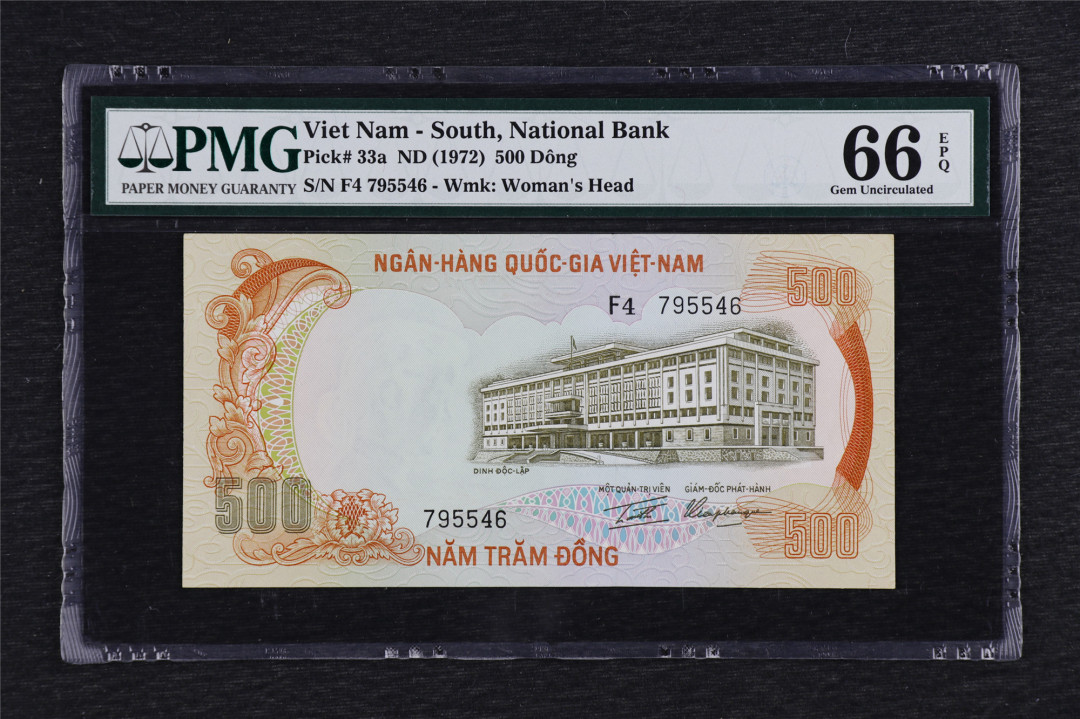 PMG
PAPER MONEY GUARANTY
Viet Nam - South, National Bank
Pick# 33a ND (1972) 500 Dông
S/N F4 795546 - Wmk: Woman's Head
66
EPQ
Gem Uncirculated
NGÂN-HÀNG QUỐC-GIA VIỆT-NAM
500
F4 795546
DINH ĐỘC-LẬP
MỘT QUẢN-TRỊ VIÊN GIÁM-ĐỐC PHÁT-HÀNH
500
795546
500
NĂM TRĂM ĐỒNG